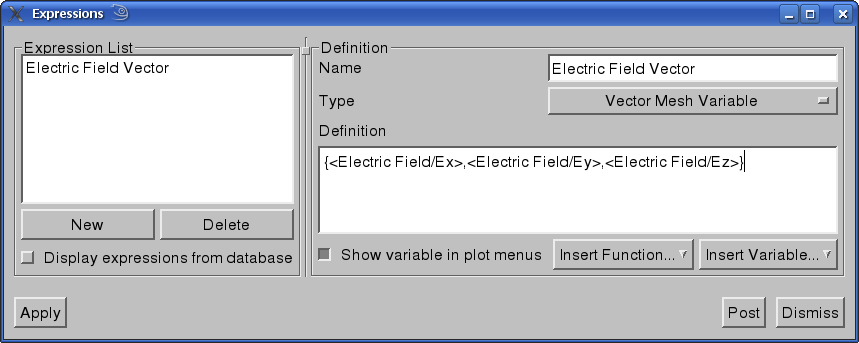 Expressions
Expression List
Electric Field Vector
New
Delete
Display expressions from database
Definition
Name
Electric Field Vector
Type
Vector Mesh Variable
Definition
{<Electric Field/Ex>,<Electric Field/Ey>,<Electric Field/Ez>}
Show variable in plot menus
Insert Function...
Insert Variable...
Apply
Post
Dismiss